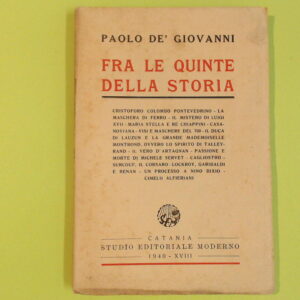 PAOLO DE' GIOVANNI
FRA LE QUINTE
DELLA STORIA
CRISTOFORO COLOMBO PONTEVEDRINO - LA
MASCHERA DI FERRO - IL MISTERO DI LUIGI
XVII - MARIA STELLA E RE CHIAPPINI - CASA-
NOVIANA - VISI E MASCHERE DEL '700 - IL DUCA
DI LAUZUN E LA GRANDE MADEMOISELLE
MONTROND, OVVERO LO SPIRITO DI TALLEY-
RAND - IL VERO D'ARTAGNAN - PASSIONE E
MORTE DI MICHELE SERVET - CAGLIOSTRO -
SURCOUF, IL CORSARO LOCKROY, GARIBALDI
E RENAN - UN PROCESSO A NINO BIXIO -
CIMELI ALFIERIANI
CATANIA
STUDIO EDITORIALE MODERNO
1940 - XVIII